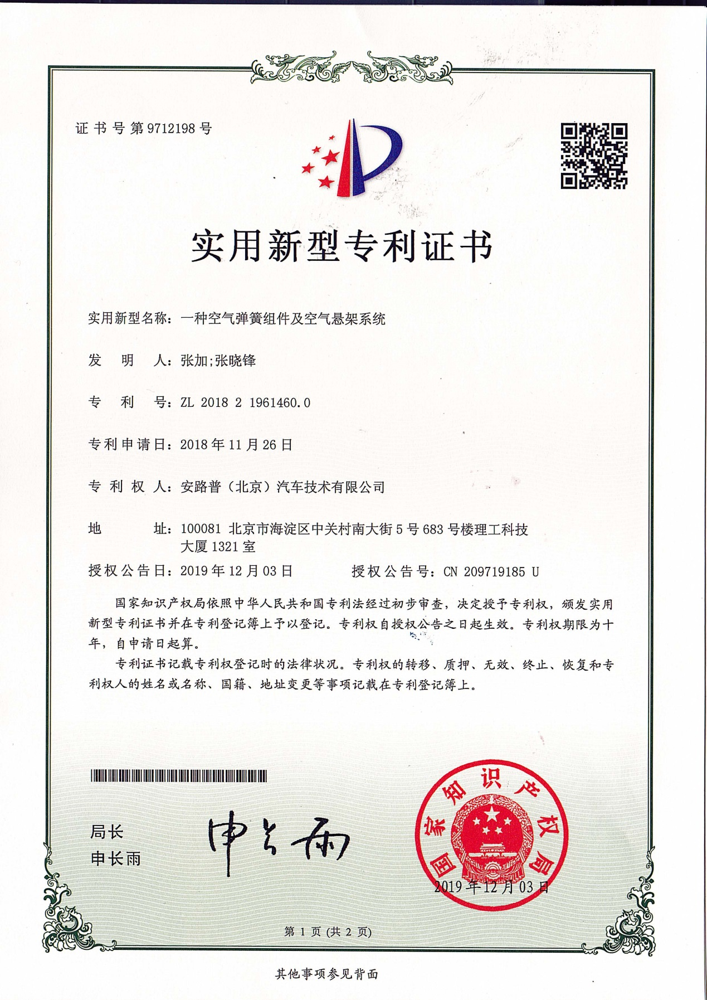 证书号第9712198号
实用新型专利证书
实用新型名称：一种空气弹簧组件及空气悬架系统
发明人：张加;张晓锋
专利号：ZL 2018 2 1961460.0
专利申请日：2018年11月26日
专利权人：安路普（北京）汽车技术有限公司
地址：100081 北京市海淀区中关村南大街5号683号楼理工科技
大厦1321室
授权公告日：2019年12月03日 授权公告号：CN 209719185 U
国家知识产权局依照中华人民共和国专利法经过初步审查，决定授予专利权，颁发实用
新型专利证书并在专利登记簿上予以登记。专利权自授权公告之日起生效。专利权期限为十
年，自申请日起算。
专利证书记载专利权登记时的法律状况。专利权的转移、质押、无效、终止、恢复和专
利权人的姓名或名称、国籍、地址变更等事项记载在专利登记簿上。
局长
申长雨
申长雨
国家知识产权局
2019年12月03日
第 1 页 (共 2 页)
其他事项参见背面